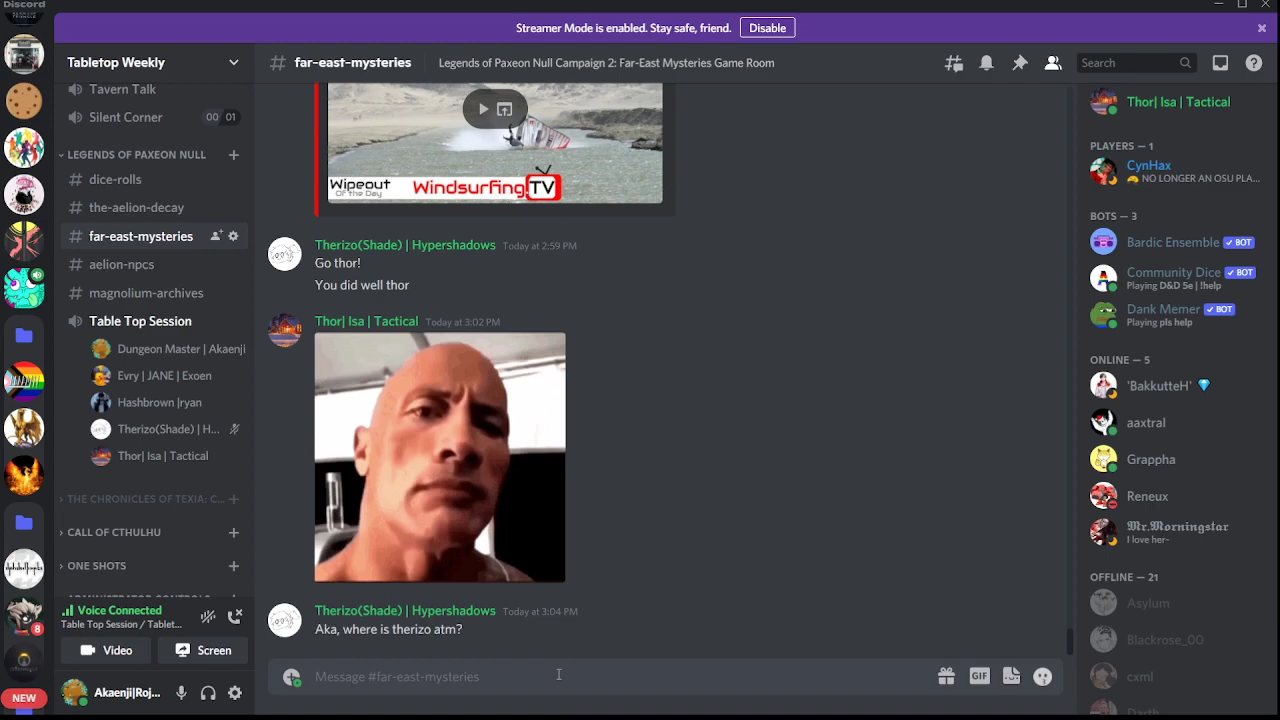 Discord
Streamer Mode is enabled. Stay safe, friend.
Disable
Tabletop Weekly
far-east-mysteries
Legends of Paxeon Null Campaign 2: Far-East Mysteries Game Room
Search
Tavern Talk
Silent Corner
00 01
LEGENDS OF PAXEON NULL
dice-rolls
the-aelion-decay
far-east-mysteries
aelion-npcs
magnolium-archives
Table Top Session
Dungeon Master | Akaenji
Evry | JANE | Exoen
Hashbrown |ryan
Therizo(Shade) | H...
Thor| Isa | Tactical
THE CHRONICLES OF TEXIA: C...
CALL OF CTHULHU
ONE SHOTS
ADMINISTRATOR CONTROLS
Voice Connected
Table Top Session / Tablet...
Video
Screen
Akaenji|Roj...
8
NEW
Wipeout
Of the Day
Windsurfing TV
Therizo(Shade) | Hypershadows Today at 2:59 PM
Go thor!
You did well thor
Thor| Isa | Tactical Today at 3:02 PM
Therizo(Shade) | Hypershadows Today at 3:04 PM
Aka, where is therizo atm?
Message #far-east-mysteries
GIF
Thor| Isa | Tactical
PLAYERS — 1
CynHax
NO LONGER AN OSU PLA...
BOTS — 3
Bardic Ensemble ✓ BOT
Community Dice ✓ BOT
Playing D&D 5e | !help
Dank Memer ✓ BOT
Playing pls help
ONLINE — 5
'BakkutteH'
aaxtral
Grappha
Reneux
𝕸𝖗.𝕸𝖔𝖗𝖓𝖎𝖓𝖌𝖘𝖙𝖆𝖗
I love her-
OFFLINE — 21
Asylum
Blackrose_00
cxml
Darth